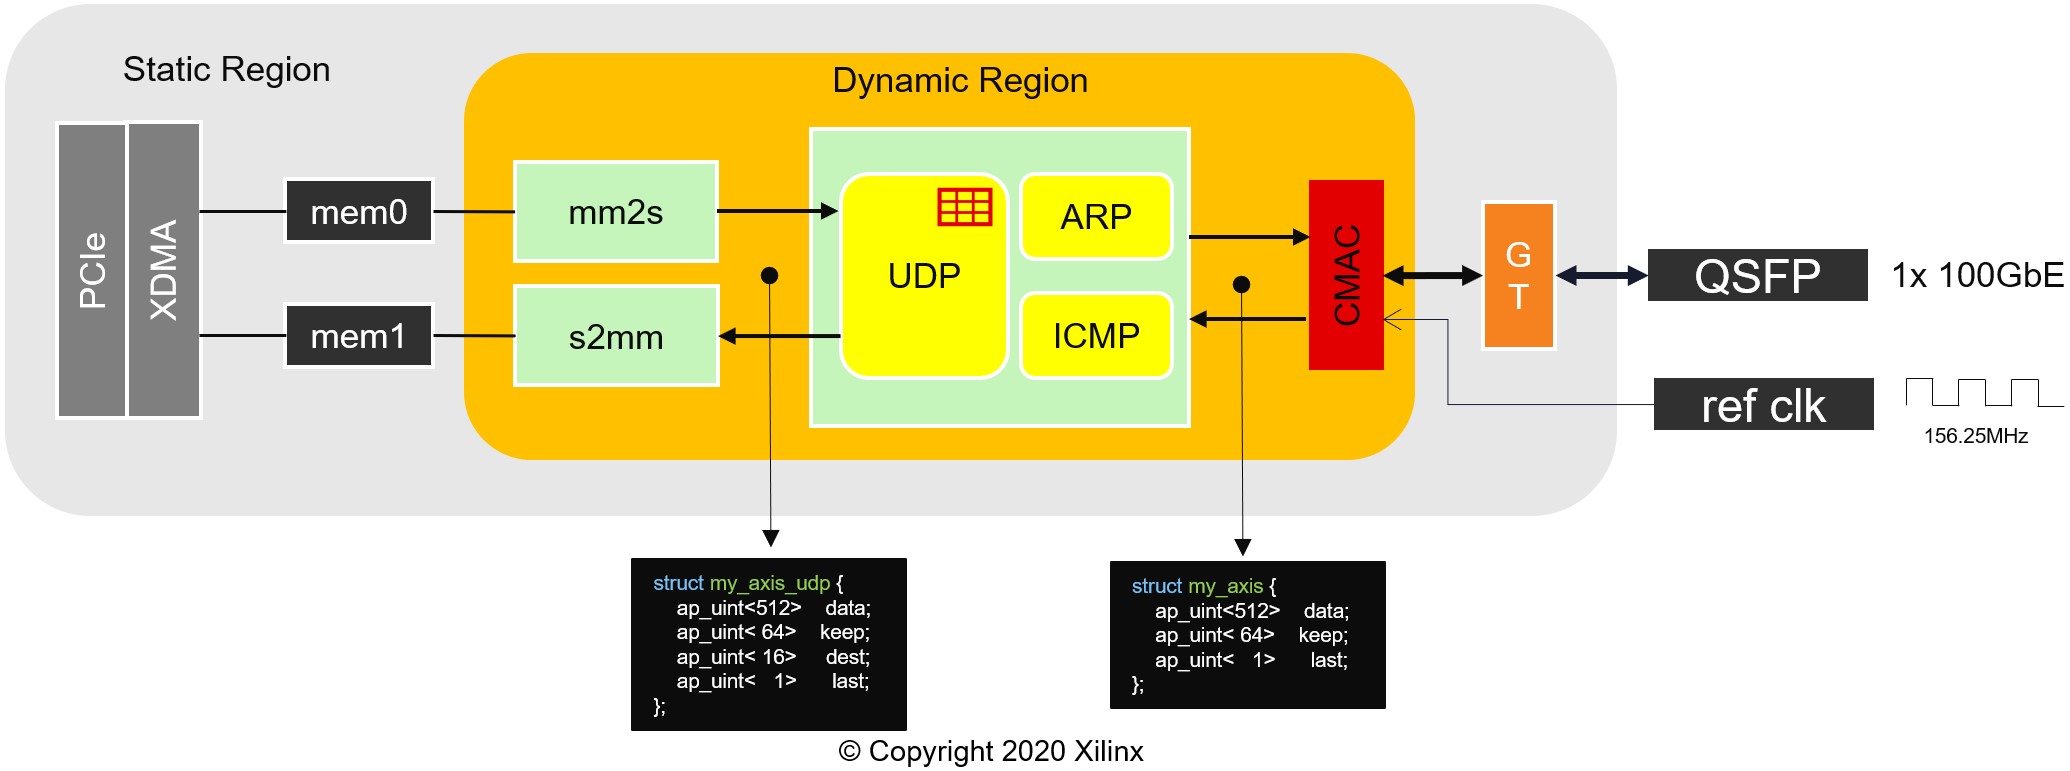 Static Region
Dynamic Region
PCIe
XDMA
mem0
mem1
mm2s
s2mm
UDP
ARP
ICMP
CMAC
G
T
QSFP
1x 100GbE
ref clk
156.25MHz
struct my_axis_udp {
ap_uint<512> data;
ap_uint< 64> keep;
ap_uint< 16> dest;
ap_uint< 1> last;
};
struct my_axis {
ap_uint<512> data;
ap_uint< 64> keep;
ap_uint< 1> last;
};
© Copyright 2020 Xilinx